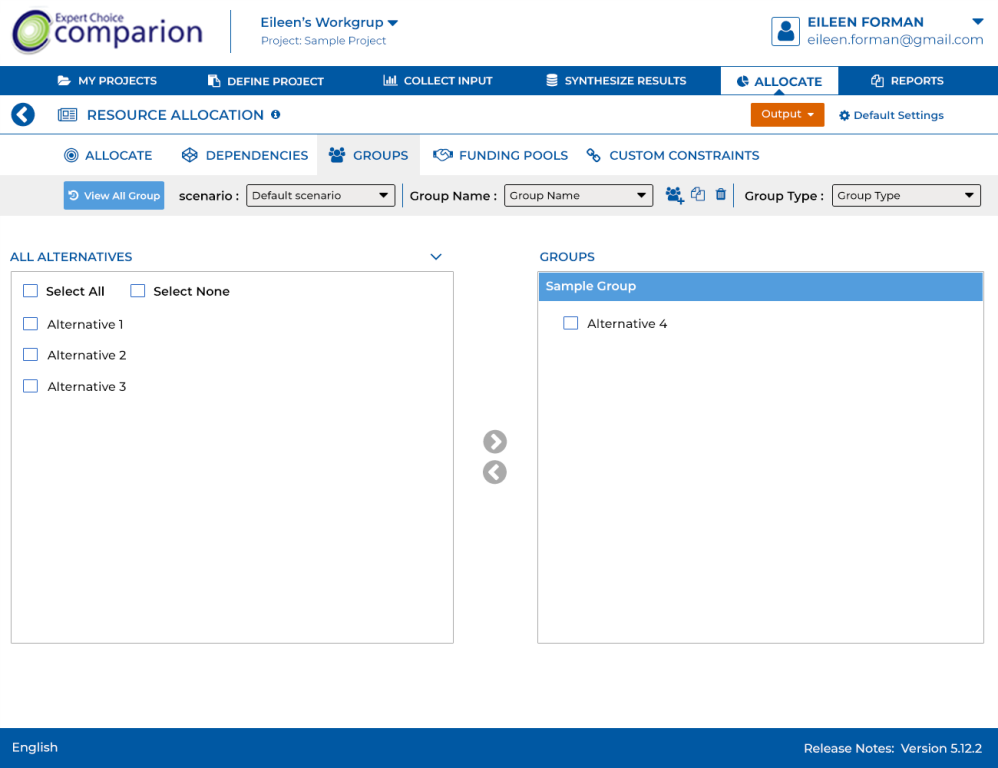 Expert Choice
comparion
Eileen's Workgrup
Project: Sample Project
EILEEN FORMAN
eileen.forman@gmail.com
MY PROJECTS
DEFINE PROJECT
COLLECT INPUT
SYNTHESIZE RESULTS
ALLOCATE
REPORTS
RESOURCE ALLOCATION
Output
Default Settings
ALLOCATE
DEPENDENCIES
GROUPS
FUNDING POOLS
CUSTOM CONSTRAINTS
View All Group
scenario :
Default scenario
Group Name :
Group Name
Group Type :
Group Type
ALL ALTERNATIVES
Select All
Select None
Alternative 1
Alternative 2
Alternative 3
GROUPS
Sample Group
Alternative 4
English
Release Notes: Version 5.12.2